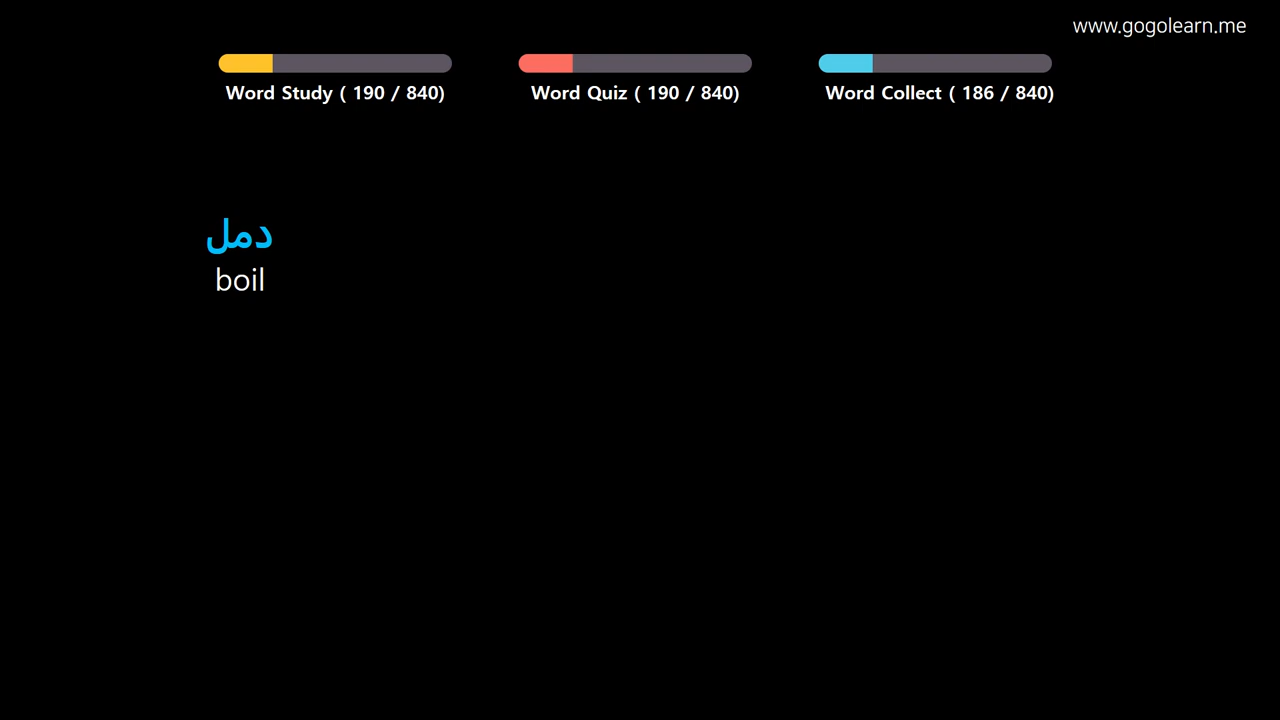 www.gogolearn.me
Word Study ( 190 / 840)
Word Quiz ( 190 / 840)
Word Collect ( 186 / 840)
دمل
boil